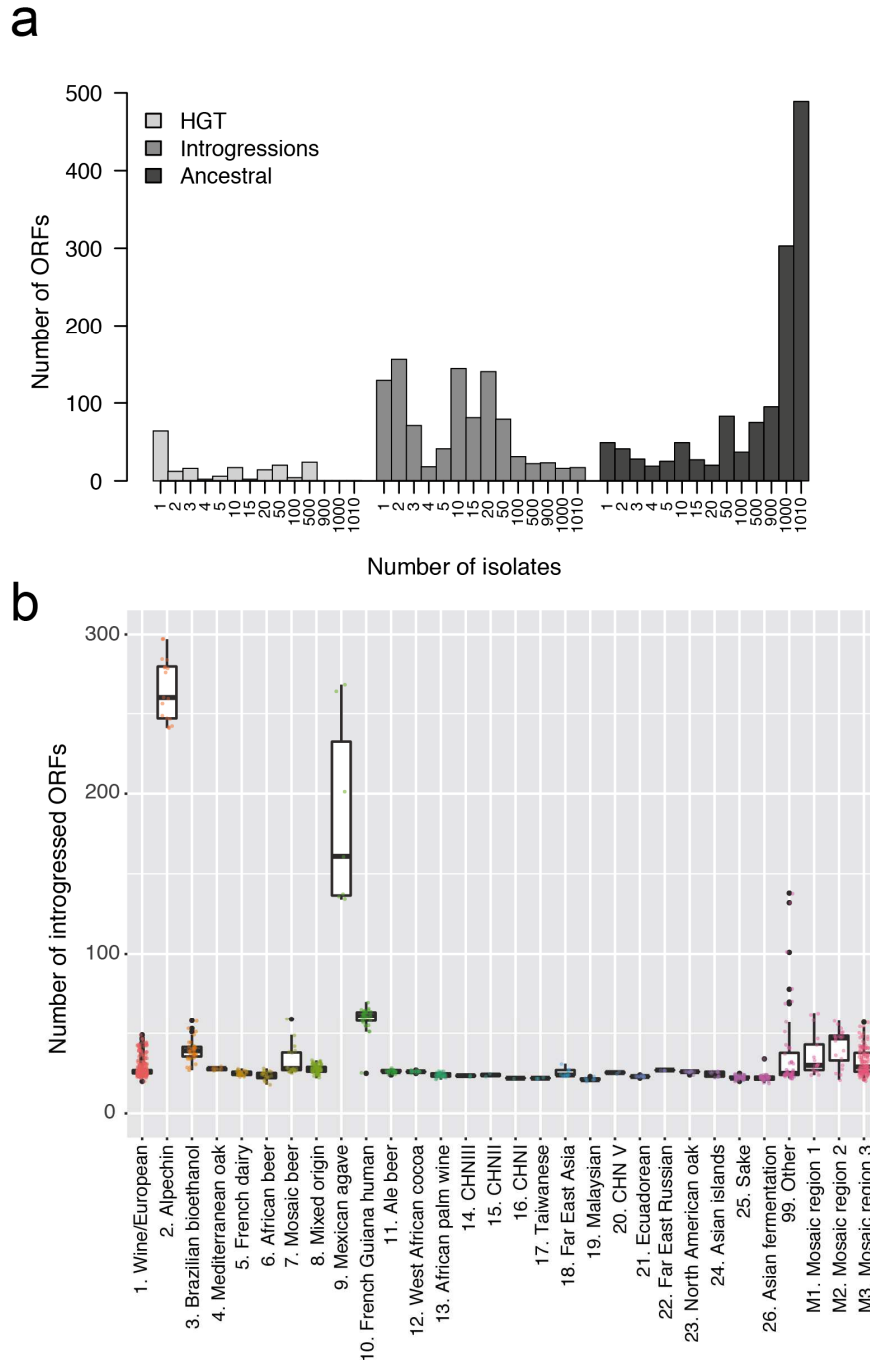 a
500
400
300
200
100
0
Number of ORFs
HGT
Introgressions
Ancestral
1 2 3 4 5 10 15 20 50 100 500 900 1000 1010 1 2 3 4 5 10 15 20 50 100 500 900 1000 1010 1 2 3 4 5 10 15 20 50 100 500 900 1000 1010
Number of isolates
b
300
200
100
0
Number of introgressed ORFs
1. Wine/European
2. Alpechin
3. Brazilian bioethanol
4. Mediterranean oak
5. French dairy
6. African beer
7. Mosaic beer
8. Mixed origin
9. Mexican agave
10. French Guiana human
11. Ale beer
12. West African cocoa
13. African palm wine
14. CHNIII
15. CHNII
16. CHNI
17. Taiwanese
18. Far East Asia
19. Malaysian
20. CHN V
21. Ecuadorean
22. Far East Russian
23. North American oak
24. Asian islands
25. Sake
26. Asian fermentation
99. Other
M1. Mosaic region 1
M2. Mosaic region 2
M3. Mosaic region 3